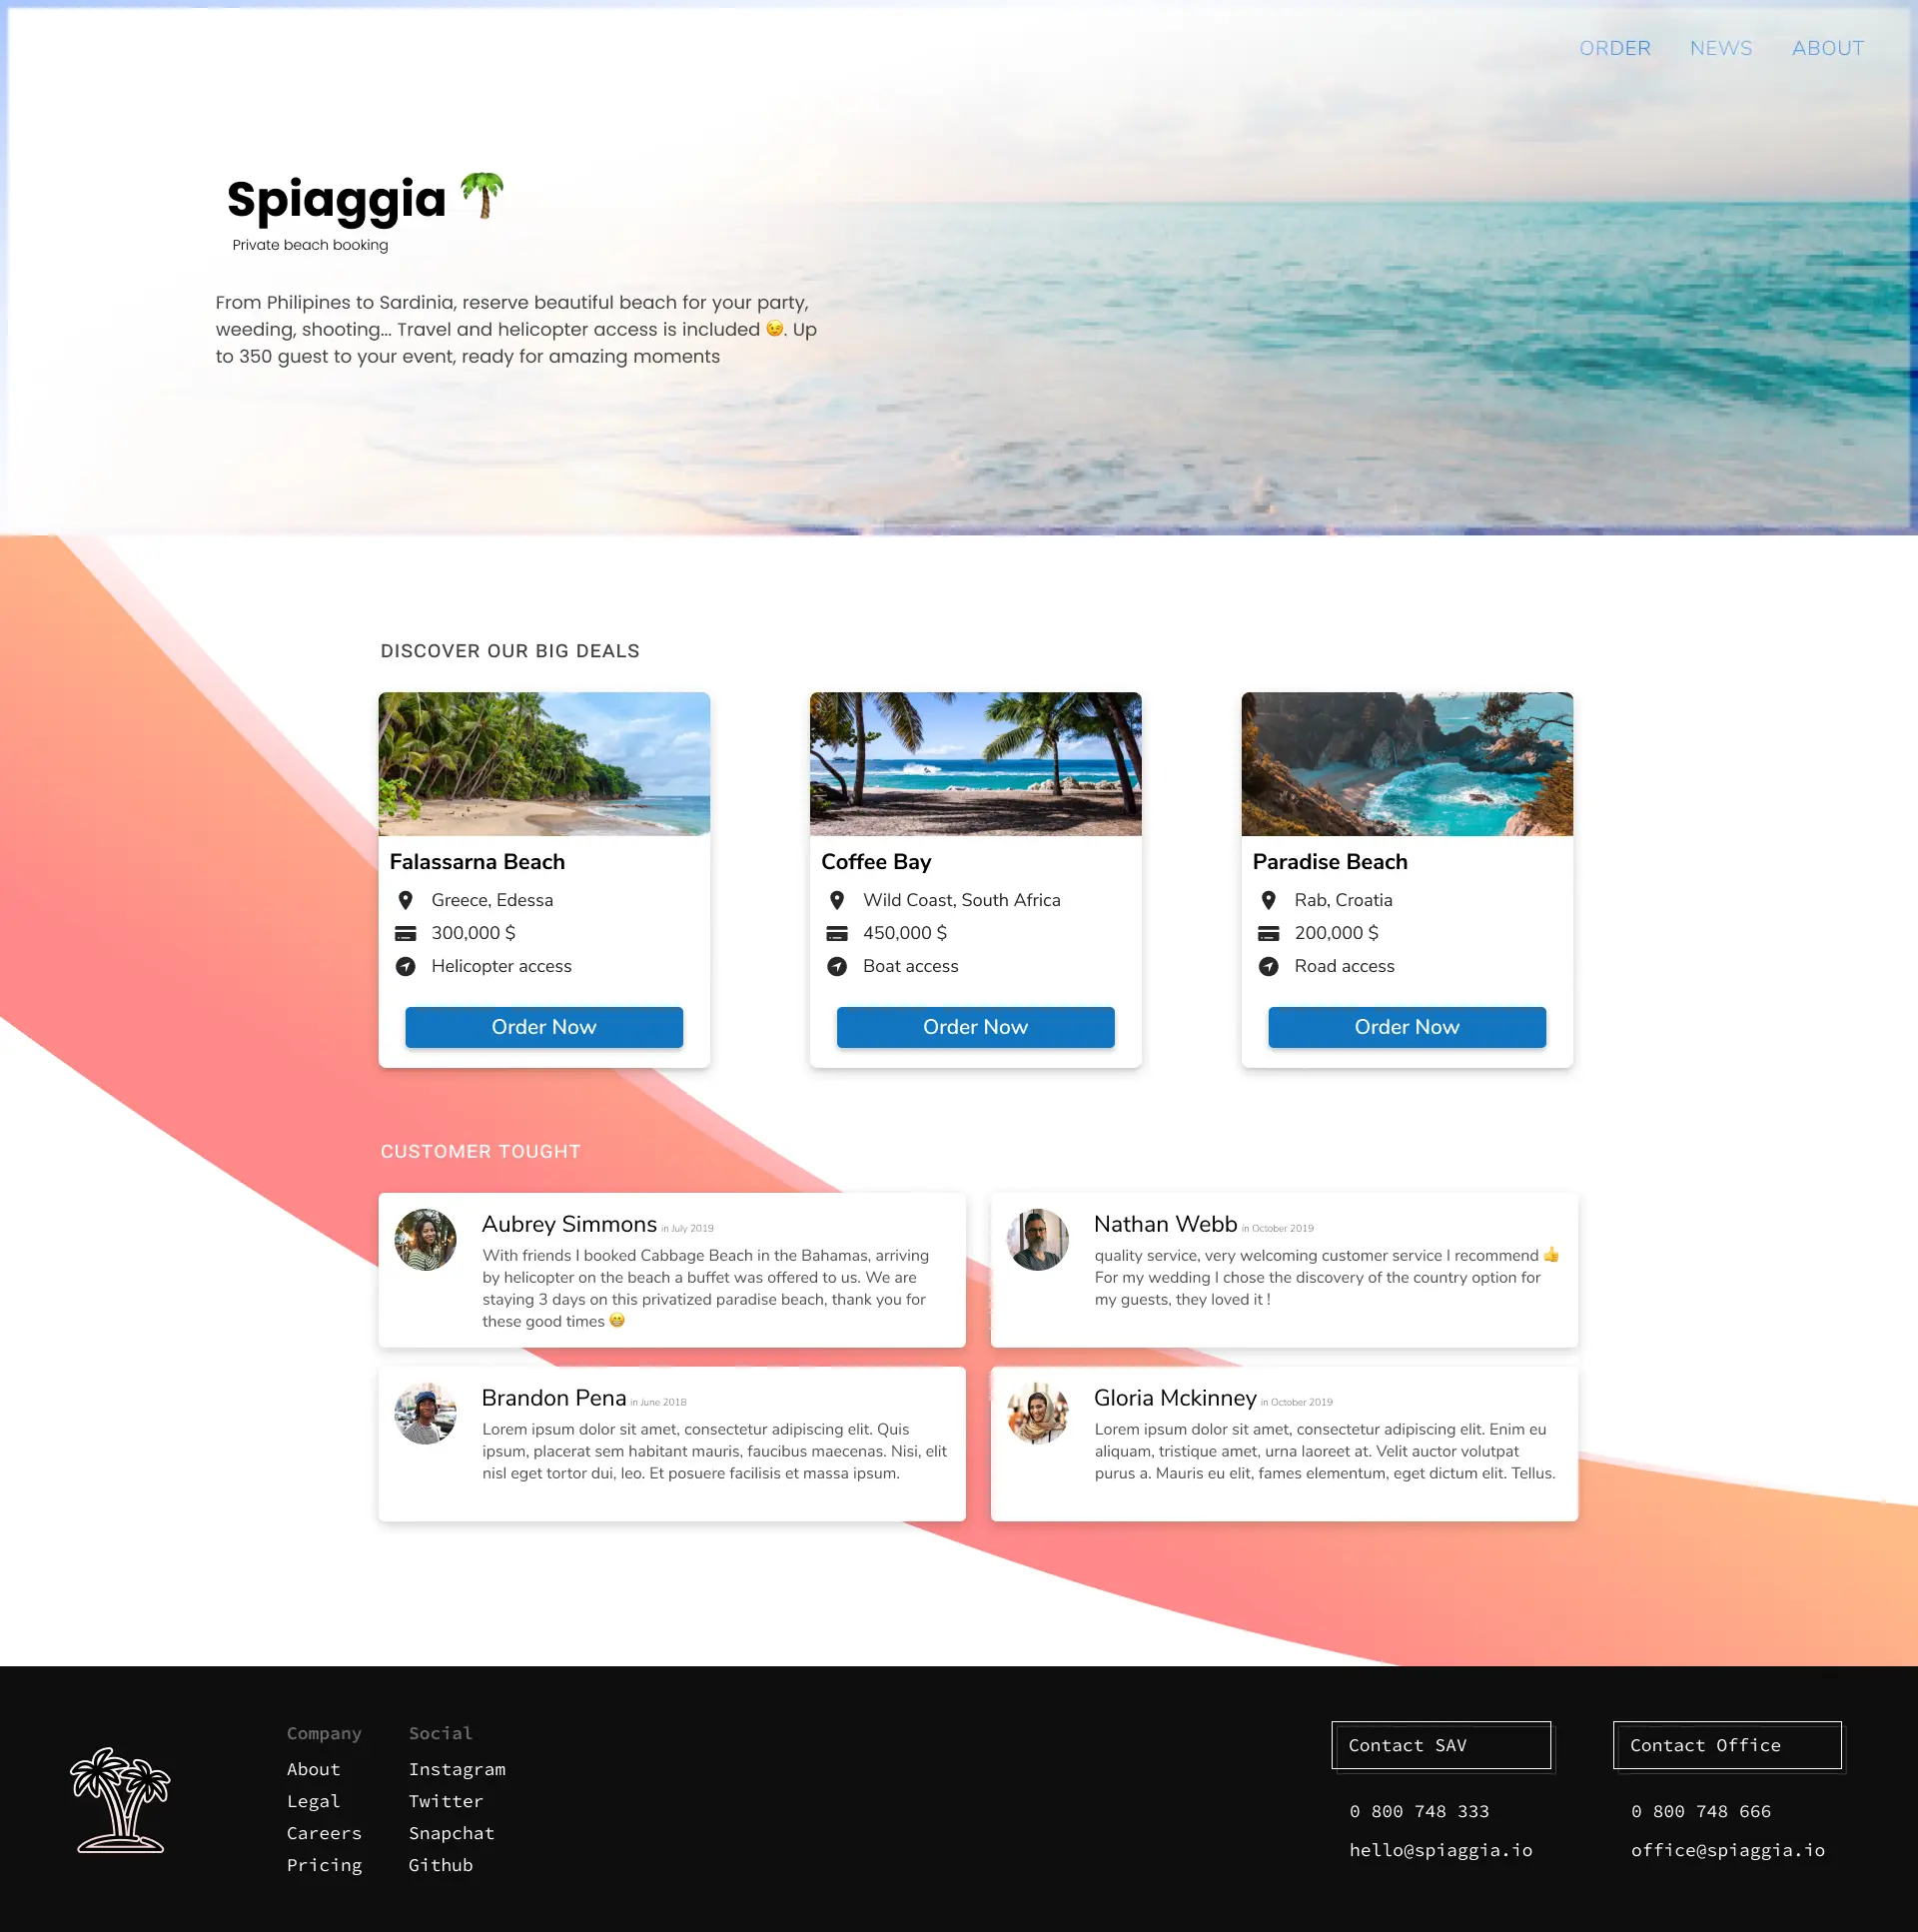 ORDER NEWS ABOUT
Spiaggia 🌴
Private beach booking
From Philipines to Sardinia, reserve beautiful beach for your party,
weeding, shooting... Travel and helicopter access is included 😉. Up
to 350 guest to your event, ready for amazing moments
DISCOVER OUR BIG DEALS
Falassarna Beach
Greece, Edessa
300,000 $
Helicopter access
Order Now
Coffee Bay
Wild Coast, South Africa
450,000 $
Boat access
Order Now
Paradise Beach
Rab, Croatia
200,000 $
Road access
Order Now
CUSTOMER TOUGHT
Aubrey Simmons in July 2019
With friends I booked Cabbage Beach in the Bahamas, arriving
by helicopter on the beach a buffet was offered to us. We are
staying 3 days on this privatized paradise beach, thank you for
these good times 😁
Nathan Webb in October 2019
quality service, very welcoming customer service I recommend 👍
For my wedding I chose the discovery of the country option for
my guests, they loved it !
Brandon Pena in June 2018
Lorem ipsum dolor sit amet, consectetur adipiscing elit. Quis
ipsum, placerat sem habitant mauris, faucibus maecenas. Nisi, elit
nisl eget tortor dui, leo. Et posuere facilisis et massa ipsum.
Gloria Mckinney in October 2019
Lorem ipsum dolor sit amet, consectetur adipiscing elit. Enim eu
aliquam, tristique amet, urna laoreet at. Velit auctor volutpat
purus a. Mauris eu elit, fames elementum, eget dictum elit. Tellus.
Company
About
Legal
Careers
Pricing
Social
Instagram
Twitter
Snapchat
Github
Contact SAV
0 800 748 333
hello@spiaggia.io
Contact Office
0 800 748 666
office@spiaggia.io